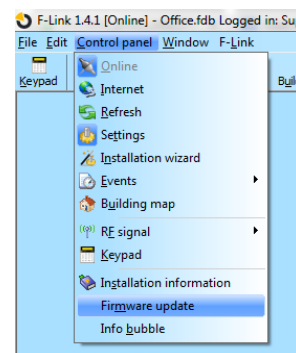 F-Link 1.4.1 [Online] - Office.fdb Logged in: Su
File Edit Control panel Window F-Link
Keypad
Online
Internet
Refresh
Settings
Installation wizard
Events
Building map
RF signal
Keypad
Installation information
Firmware update
Info bubble